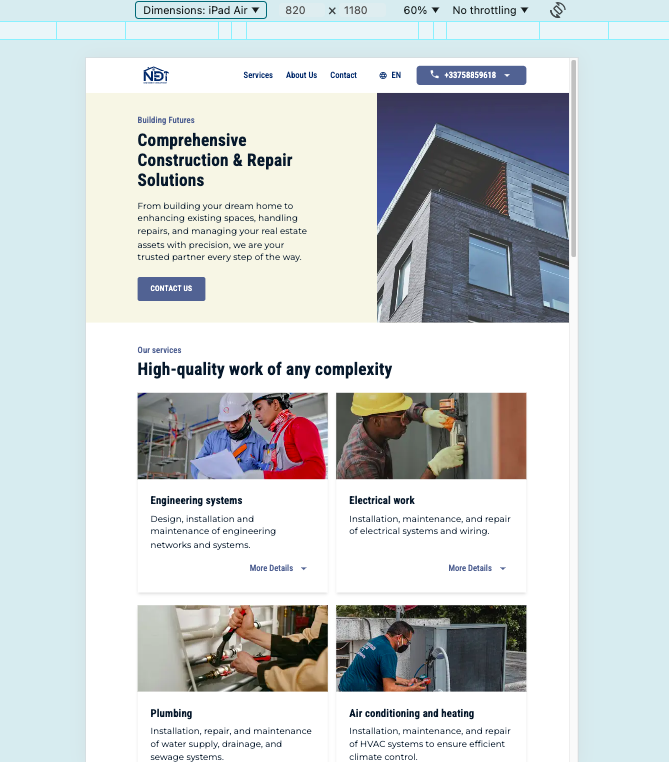 Dimensions: iPad Air ▼ 820 × 1180 60% ▼ No throttling ▼
NDT Services About Us Contact EN +33758859618
Building Futures
Comprehensive
Construction & Repair
Solutions
From building your dream home to
enhancing existing spaces, handling
repairs, and managing your real estate
assets with precision, we are your
trusted partner every step of the way.
CONTACT US
Our services
High-quality work of any complexity
Engineering systems
Design, installation and
maintenance of engineering
networks and systems.
More Details
Electrical work
Installation, maintenance, and repair
of electrical systems and wiring.
More Details
Plumbing
Installation, repair, and maintenance
of water supply, drainage, and
sewage systems.
Air conditioning and heating
Installation, maintenance, and repair
of HVAC systems to ensure efficient
climate control.